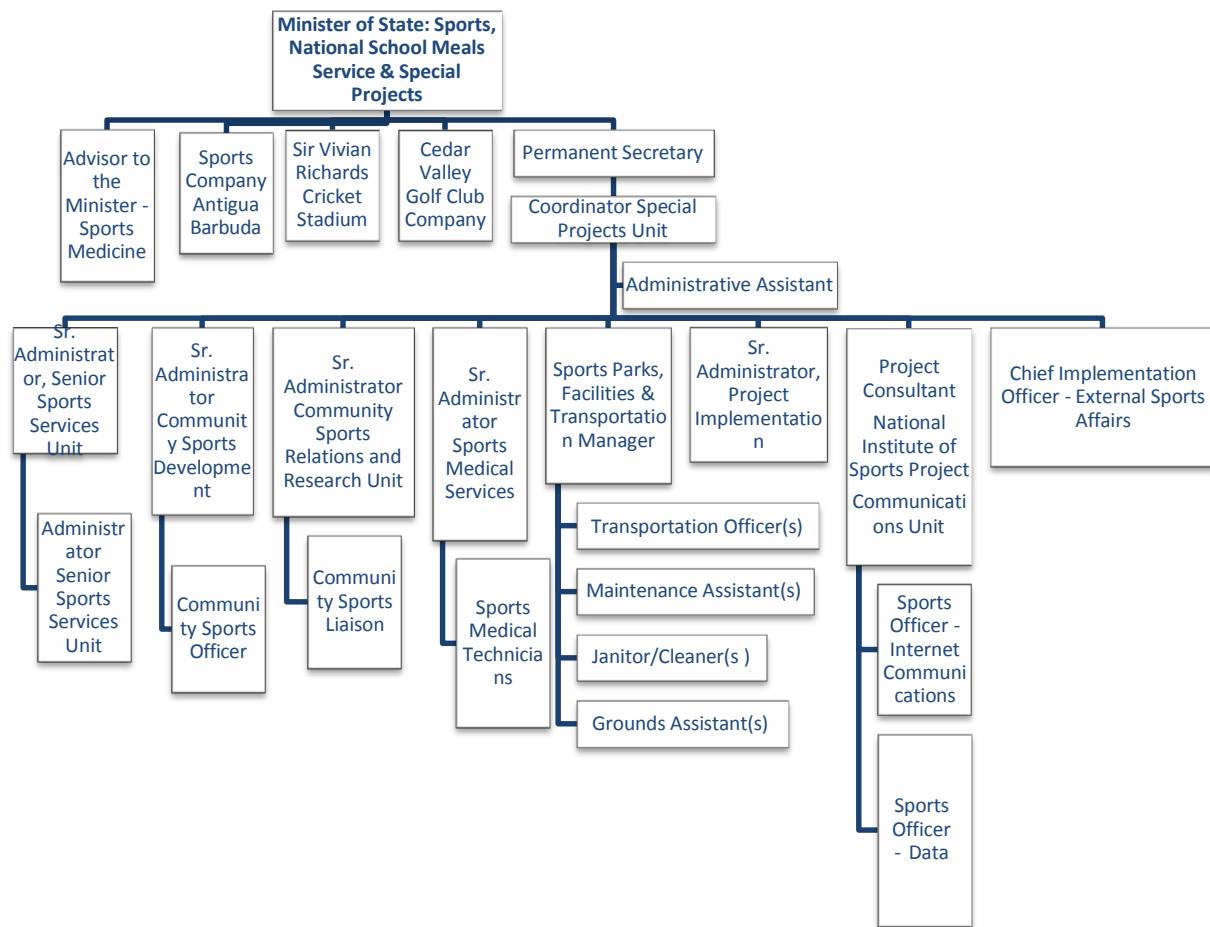 Minister of State: Sports,
National School Meals
Service & Special
Projects
Advisor to
the
Minister -
Sports
Medicine
Sports
Company
Antigua
Barbuda
Sir Vivian
Richards
Cricket
Stadium
Cedar
Valley
Golf Club
Company
Permanent Secretary
Coordinator Special
Projects Unit
Administrative Assistant
Sr.
Administrat
or, Senior
Sports
Services
Unit
Sr.
Administra
tor
Communit
y Sports
Developme
nt
Sr.
Administrator
Community
Sports
Relations and
Research Unit
Sr.
Administr
ator
Sports
Medical
Services
Sports Parks,
Facilities &
Transportatio
n Manager
Sr.
Administrator,
Project
Implementatio
n
Project
Consultant
National
Institute of
Sports Project
Communicati
ons Unit
Chief Implementation
Officer - External Sports
Affairs
Administr
ator
Senior
Sports
Services
Unit
Communi
ty Sports
Officer
Communi
ty Sports
Liaison
Sports
Medical
Technicia
ns
Transportation Officer(s)
Maintenance Assistant(s)
Janitor/Cleaner(s )
Grounds Assistant(s)
Sports
Officer -
Internet
Communi
cations
Sports
Officer
- Data